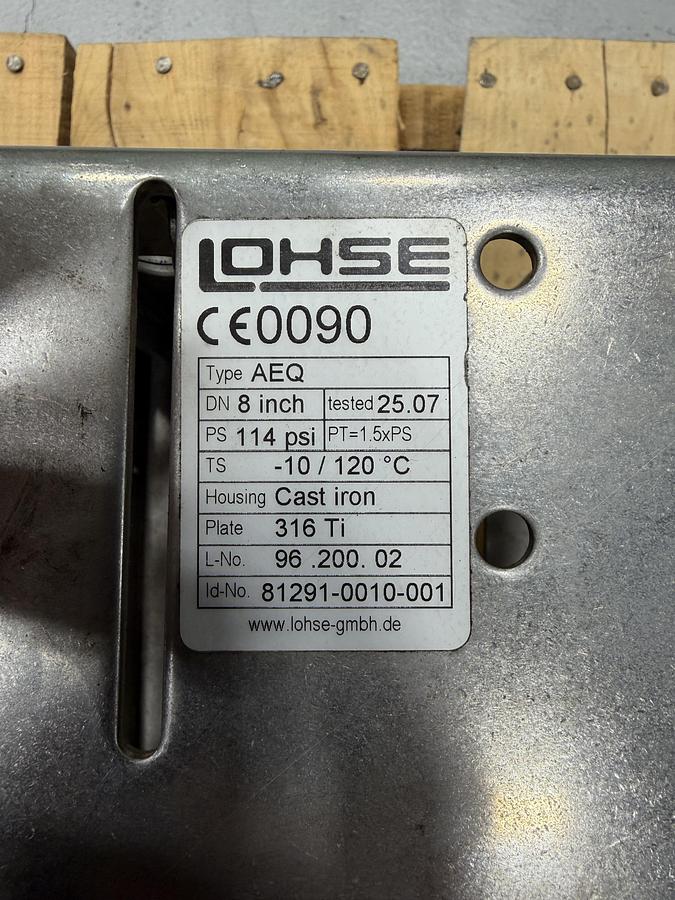 LOHSE
CE0090
Type AEQ
DN 8 inch tested 25.07
PS 114 psi PT=1.5xPS
TS -10 / 120 °C
Housing Cast iron
Plate 316 Ti
L-No. 96 .200. 02
Id-No. 81291-0010-001
www.lohse-gmbh.de